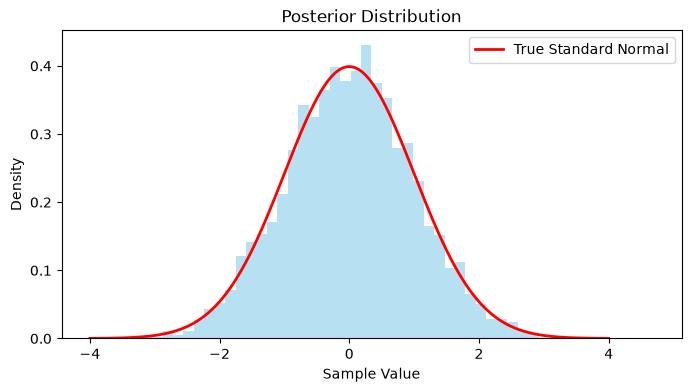 Posterior Distribution
True Standard Normal
Density
0.4
0.3
0.2
0.1
0.0
−4 −2 0 2 4
Sample Value